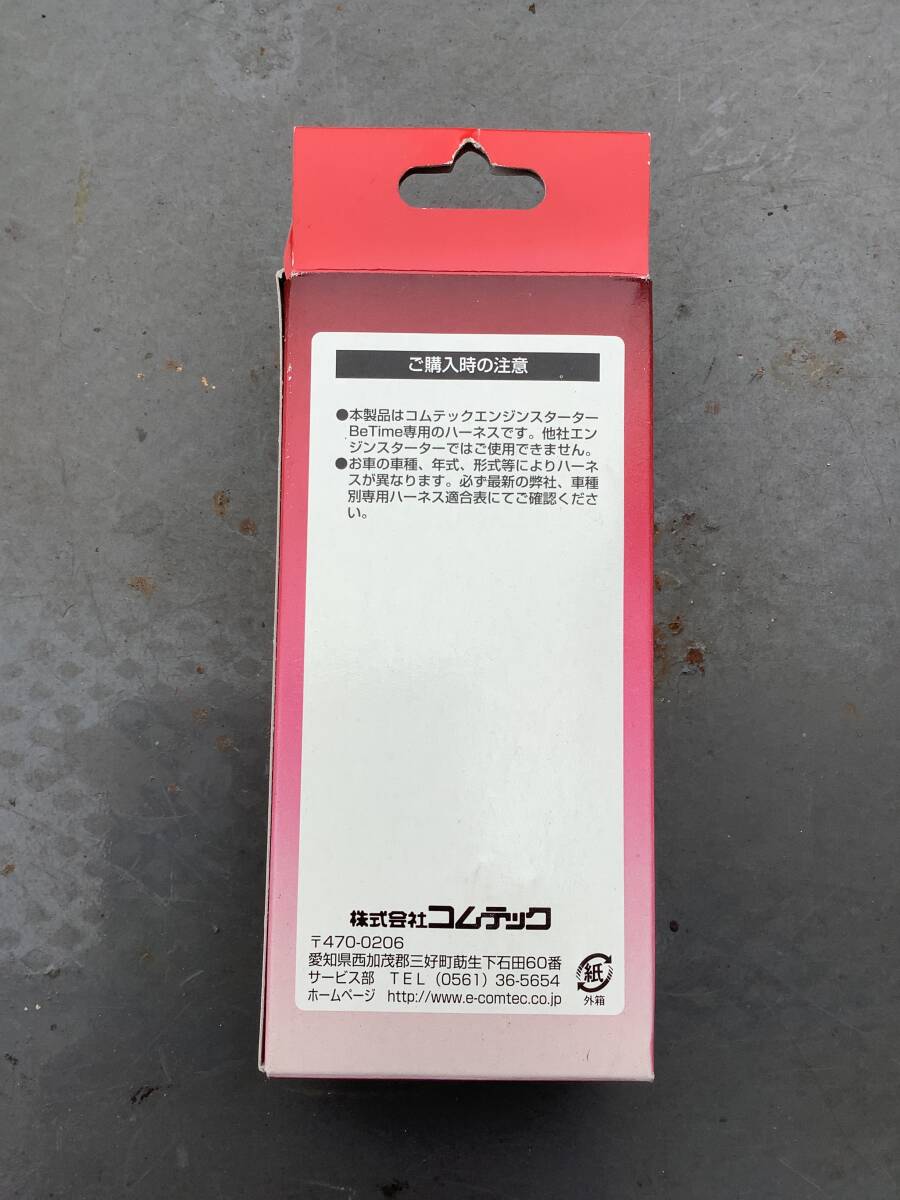 ご購入時の注意
●本製品はコムテックエンジンスターター
BeTime専用のハーネスです。他社エン
ジンスターターではご使用できません。
●お車の車種、年式、形式等によりハーネ
スが異なります。必ず最新の弊社、車種
別専用ハーネス適合表にてご確認くださ
い。
株式会社コムテック
〒470-0206
愛知県西加茂郡三好町莇生下石田60番
サービス部 TEL（0561）36-5654
ホームページ http://www.e-comtec.co.jp
紙
外箱